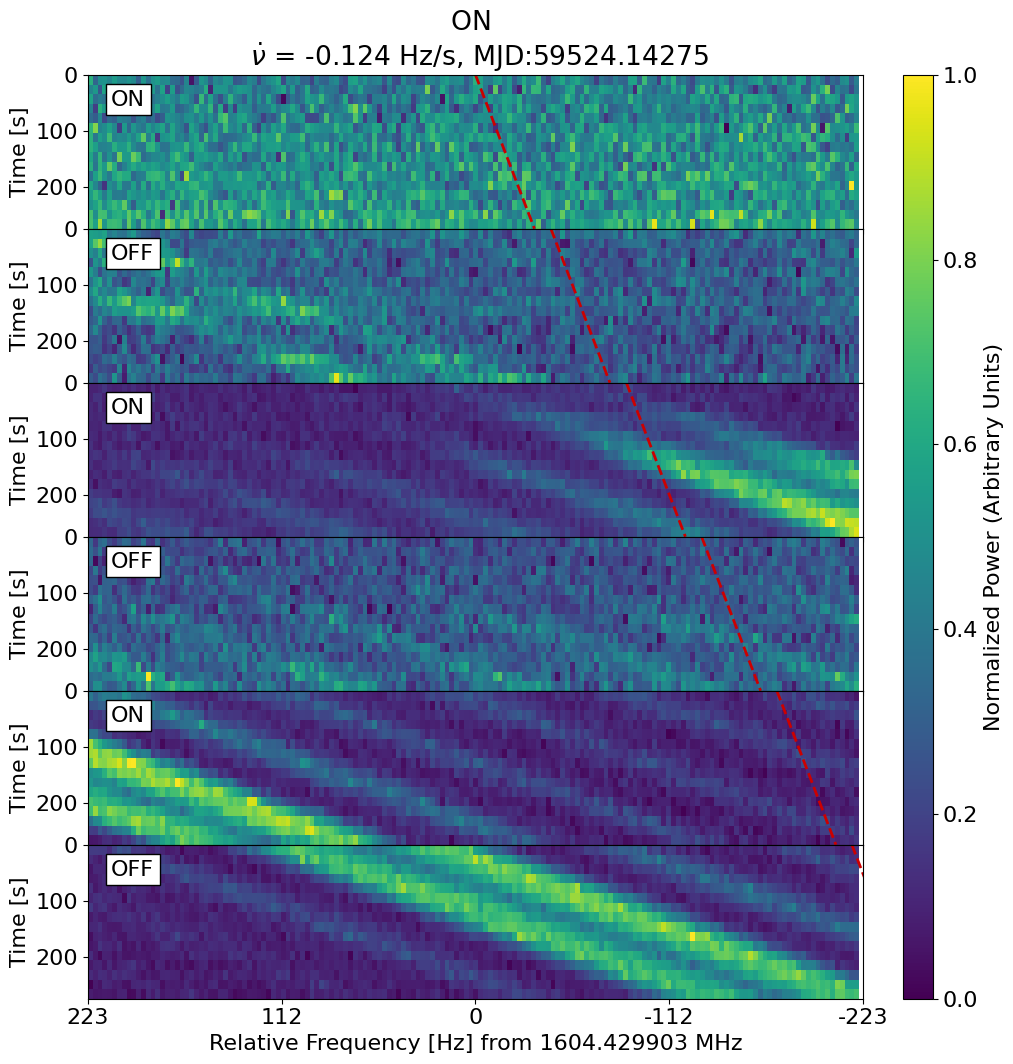 ON
ν̇ = -0.124 Hz/s, MJD:59524.14275
0
ON
100
Time [s]
200
0
OFF
100
Time [s]
200
0
ON
100
Time [s]
200
0
OFF
100
Time [s]
200
0
ON
100
Time [s]
200
0
OFF
100
Time [s]
200
223 112 0 -112 -223
Relative Frequency [Hz] from 1604.429903 MHz
1.0
0.8
0.6
0.4
0.2
0.0
Normalized Power (Arbitrary Units)